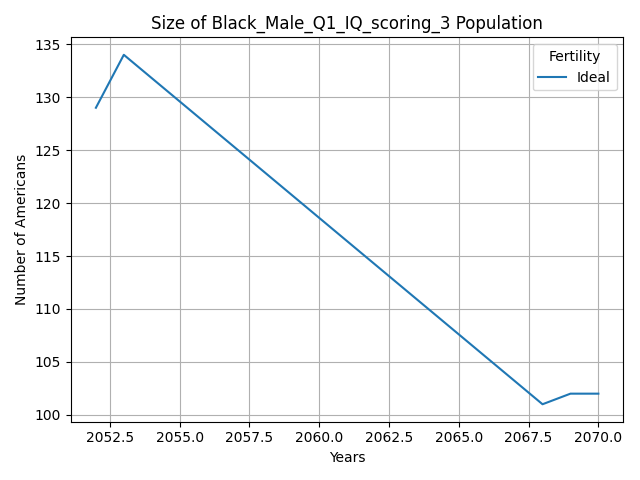 Size of Black_Male_Q1_IQ_scoring_3 Population
Number of Americans
135
130
125
120
115
110
105
100
Fertility
Ideal
2052.5 2055.0 2057.5 2060.0 2062.5 2065.0 2067.5 2070.0
Years